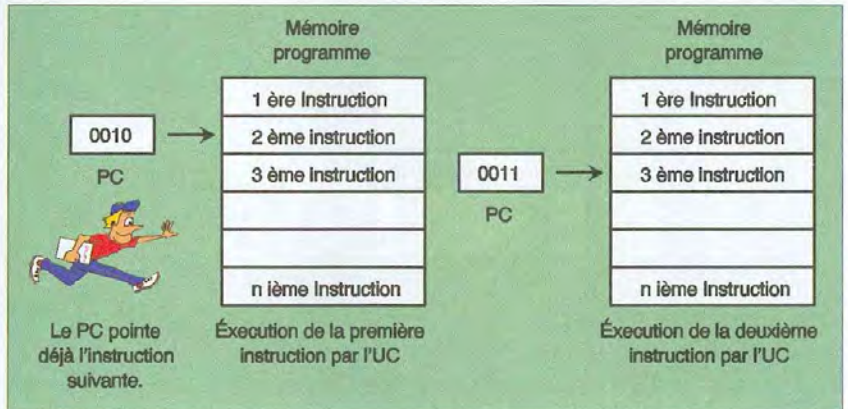 Mémoire
programme
1 ère Instruction
2 ème instruction
3 ème Instruction
n ième Instruction
0010
PC
Le PC pointe
déjà l'instruction
suivante.
Éxecution de la première
instruction par l'UC
Mémoire
programme
1 ère Instruction
2 ème instruction
3 ème Instruction
n ième Instruction
0011
PC
Éxecution de la deuxième
instruction par l'UC